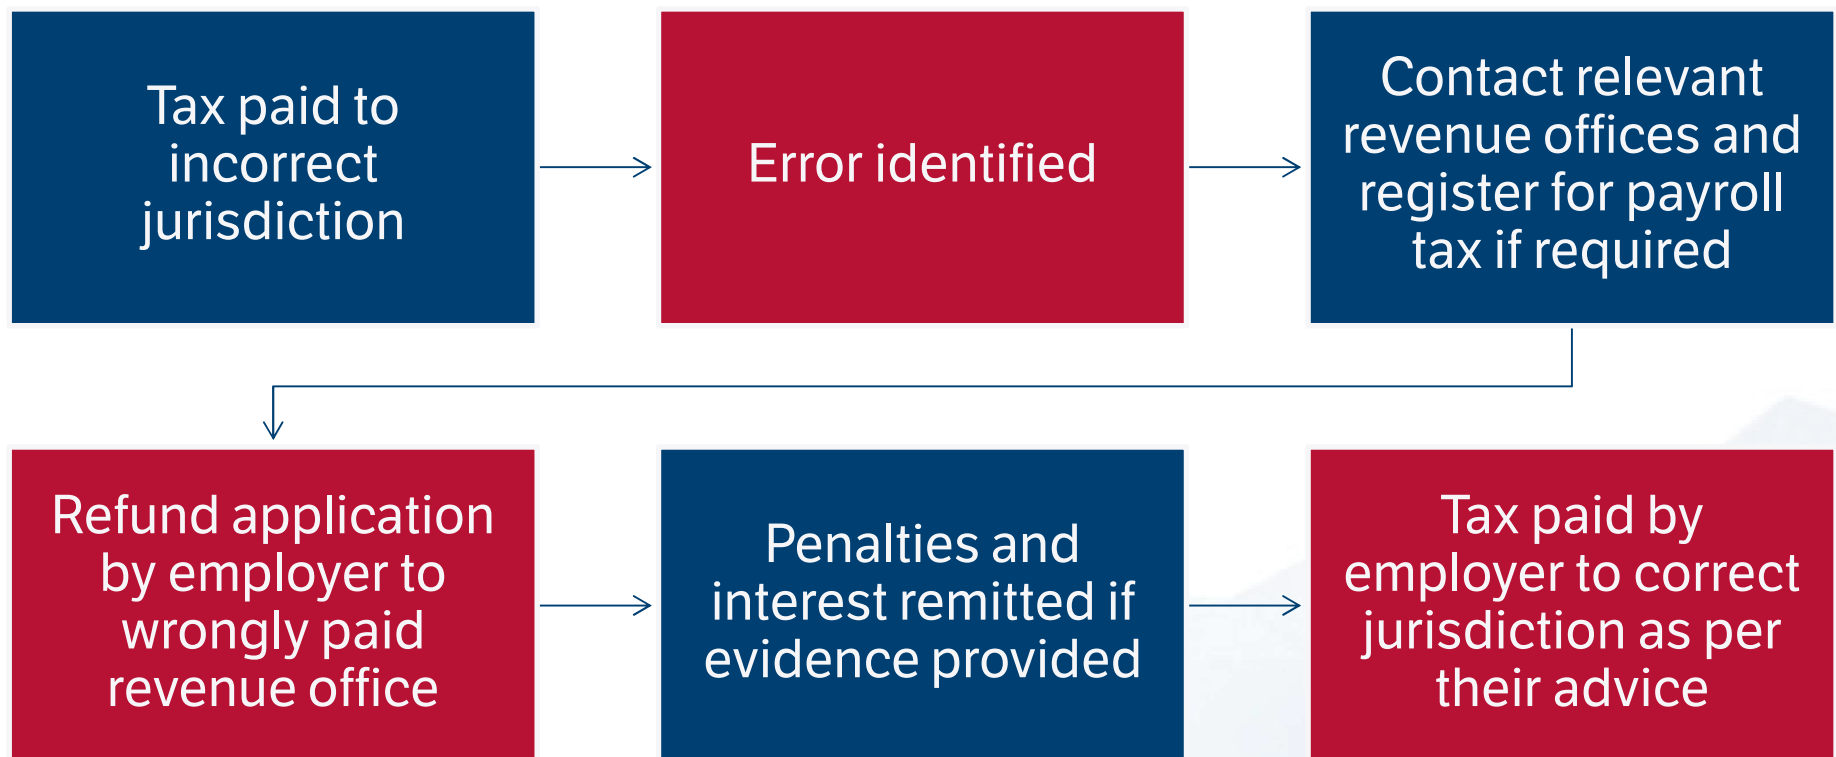 Tax paid to
incorrect
jurisdiction
Error identified
Contact relevant
revenue offices and
register for payroll
tax if required
Refund application
by employer to
wrongly paid
revenue office
Penalties and
interest remitted if
evidence provided
Tax paid by
employer to correct
jurisdiction as per
their advice